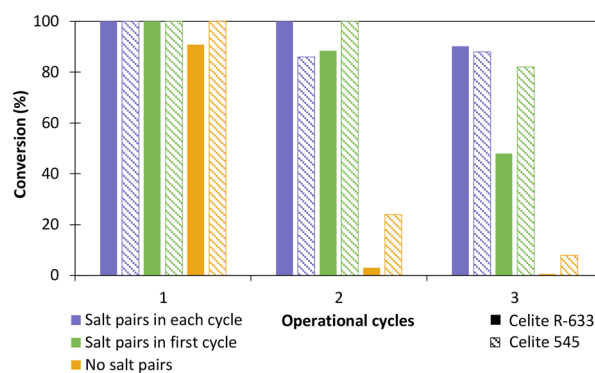 100
80
60
40
20
0
Conversion (%)
1
2
3
Operational cycles
Salt pairs in each cycle
Salt pairs in first cycle
No salt pairs
Celite R-633
Celite 545